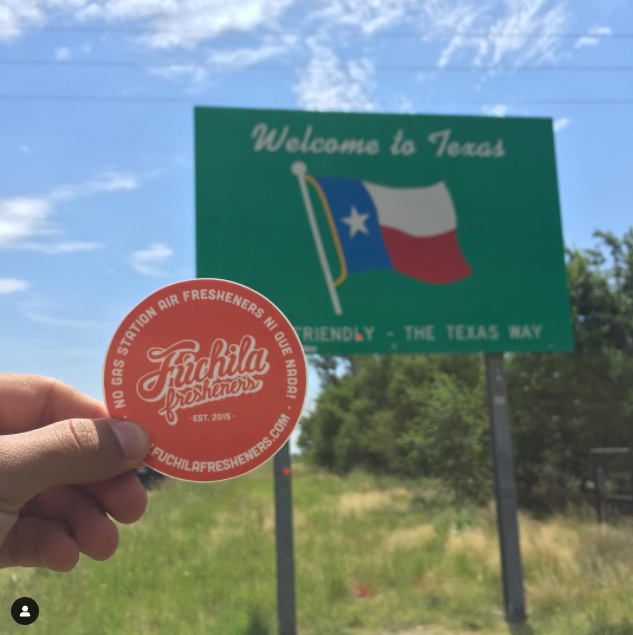 Welcome to Texas
FRIENDLY - THE TEXAS WAY
NO GAS STATION AIR FRESHENERS NI QUE NADA!
Fuchila
fresheners
·EST. 2015·
FUCHILAFRESHENERS.COM